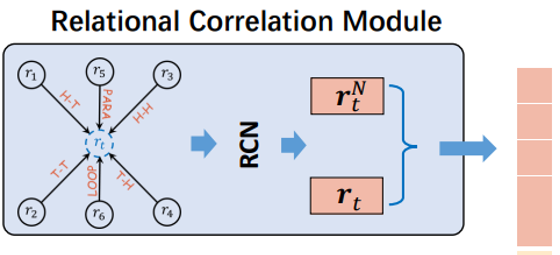 Relational Correlation Module
r1 r5 r3
H-T PARA H-H
rt
RCN
T-T LOOP T-H
r2 r6 r4
r_t^N
r_t